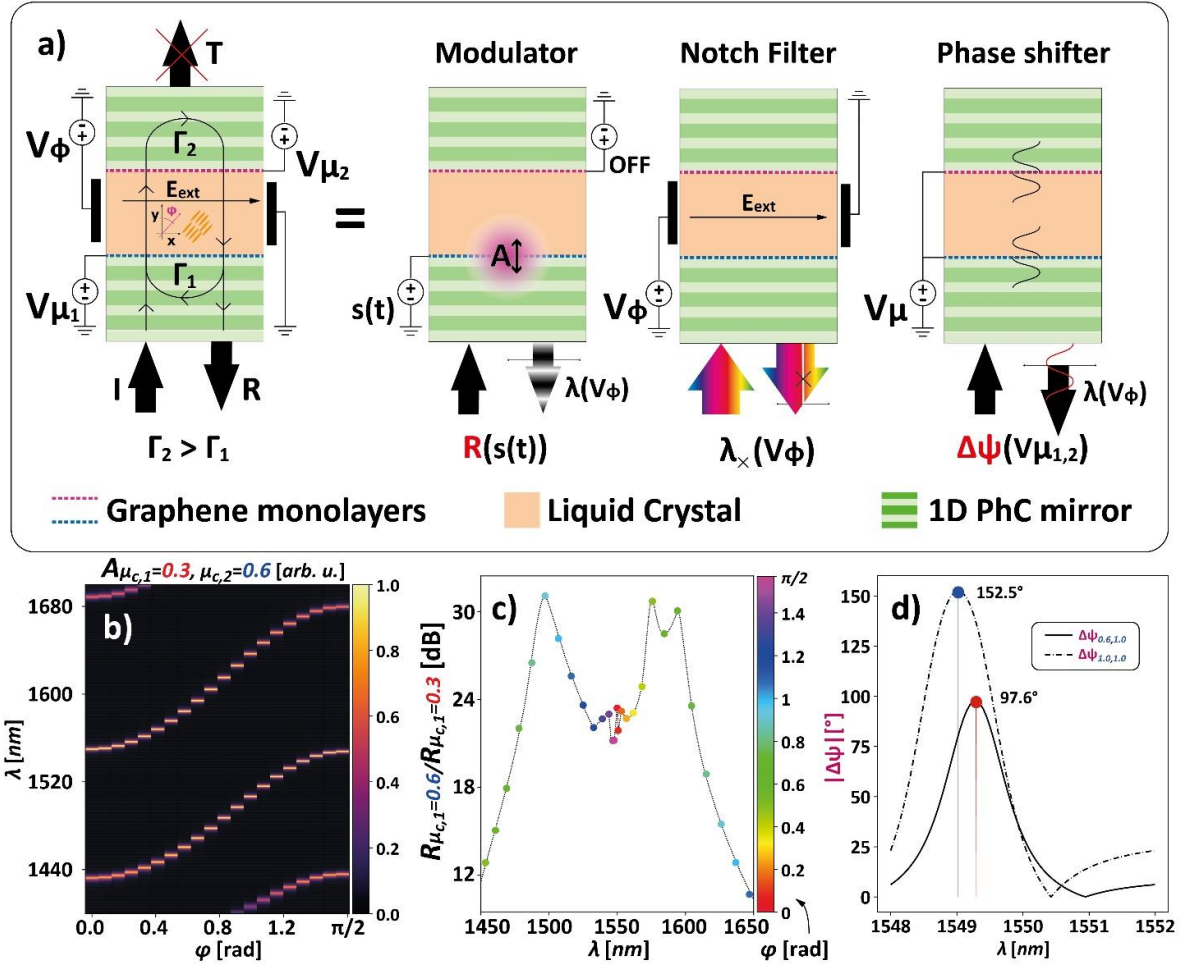 a)
T
Modulator
Notch Filter
Phase shifter
Vϕ
Γ₂
Vμ₂
OFF
Eₑₓₜ
y
φ
x
=
A
Eₑₓₜ
Γ₁
Vμ₁
s(t)
Vϕ
Vμ
I
R
λ(Vϕ)
λ(Vϕ)
Γ₂ > Γ₁
R(s(t))
λₓ(Vϕ)
Δψ(Vμ₁,₂)
Graphene monolayers
Liquid Crystal
1D PhC mirror
A μc,1=0.3, μc,2=0.6 [arb. u.]
b)
1680
1600
1520
1440
λ [nm]
0.0
0.4
0.8
1.2
π/2
φ [rad]
1.0
0.8
0.6
0.4
0.2
0.0
c)
Rμc,1=0.6/Rμc,1=0.3 [dB]
30
24
18
12
1450
1500
1550
1600
1650
λ [nm]
π/2
1.4
1.2
1
0.8
0.6
0.4
0.2
0
φ [rad]
d)
|Δψ| [°]
150
125
100
75
50
25
0
152.5°
97.6°
Δψ0.6,1.0
Δψ1.0,1.0
1548
1549
1550
1551
1552
λ [nm]